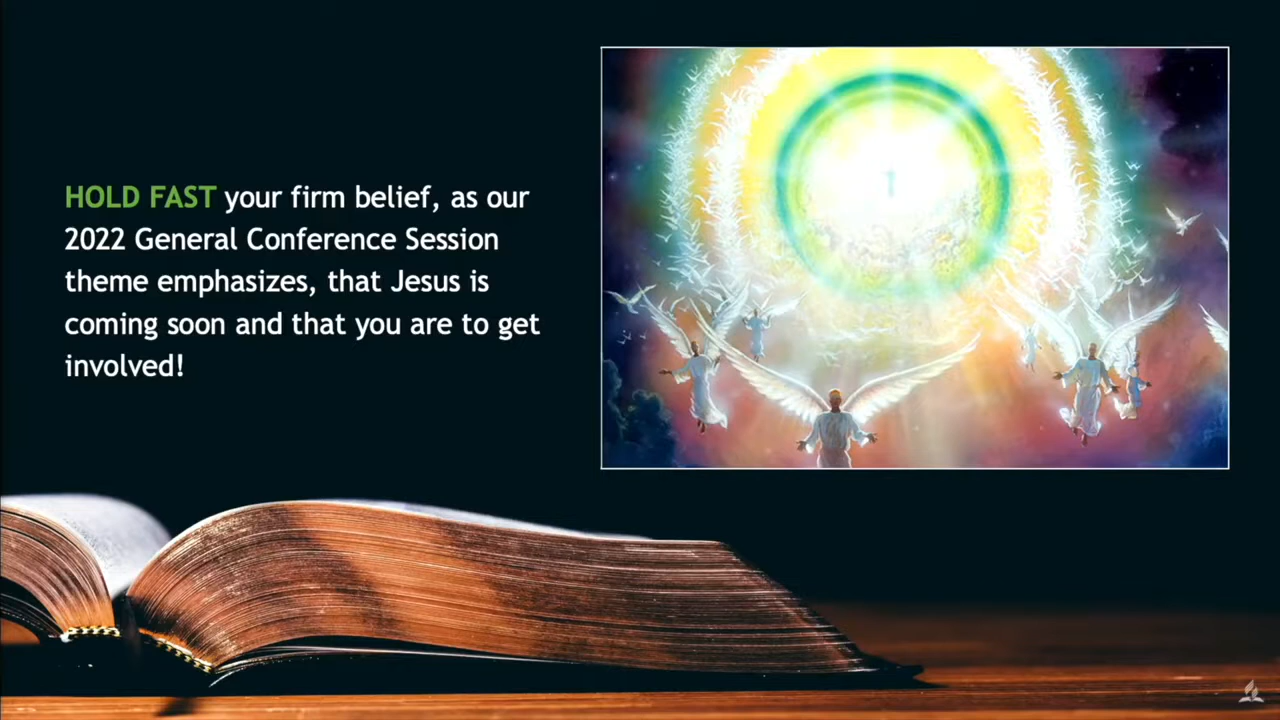 HOLD FAST your firm belief, as our
2022 General Conference Session
theme emphasizes, that Jesus is
coming soon and that you are to get
involved!